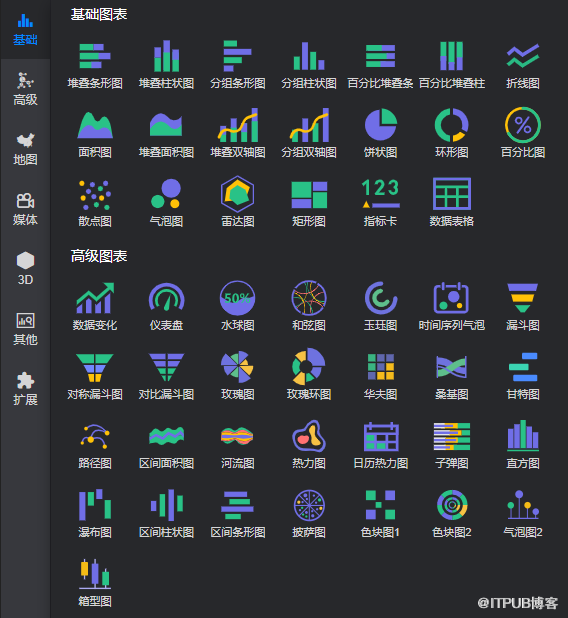 基础
高级
地图
媒体
3D
其他
扩展
基础图表
堆叠条形图 堆叠柱状图 分组条形图 分组柱状图 百分比堆叠条 百分比堆叠柱 折线图
面积图 堆叠面积图 堆叠双轴图 分组双轴图 饼状图 环形图 % 百分比图
123
散点图 气泡图 雷达图 矩形图 指标卡 数据表格
高级图表
50%
数据变化 仪表盘 水球图 和弦图 玉珏图 时间序列气泡 漏斗图
对称漏斗图 对比漏斗图 玫瑰图 玫瑰环图 华夫图 桑基图 甘特图
路径图 区间面积图 河流图 热力图 日历热力图 子弹图 直方图
瀑布图 区间柱状图 区间条形图 披萨图 色块图1 色块图2 气泡图2
箱型图
@ITPUB博客